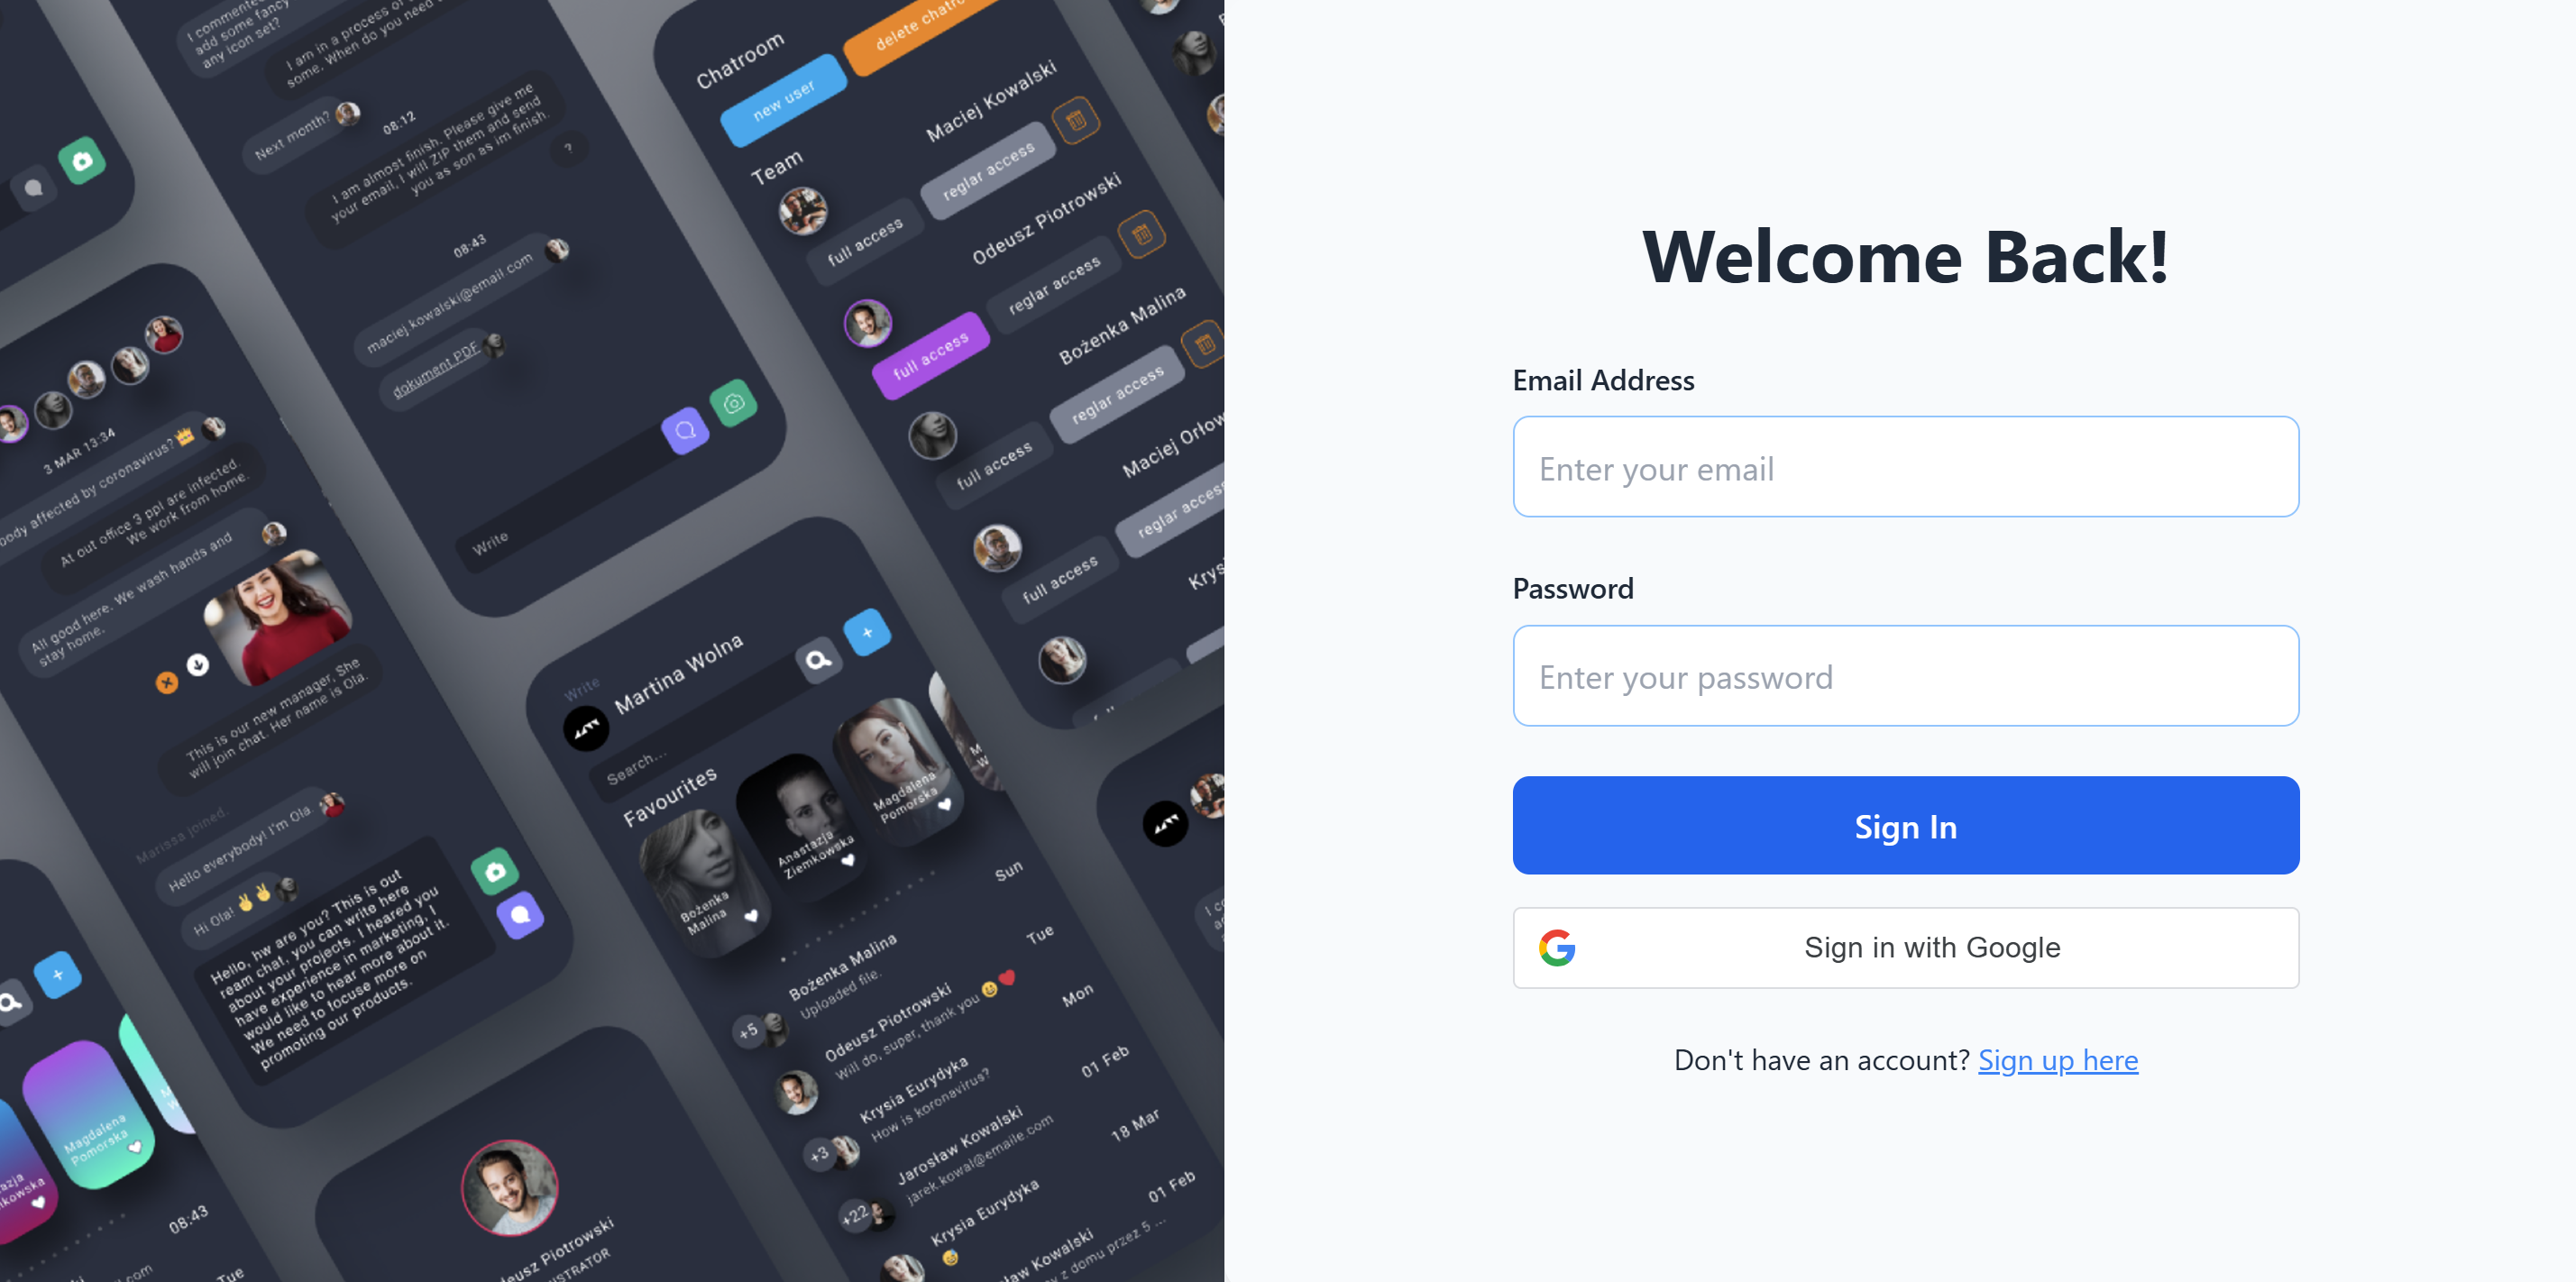 I commented
add some fancy
any icon set?
I am in a process of
some. When do you need
Next month?
08:12
I am almost finish. Please give me
your email, I will ZIP them and send
you as son as im finish.
?
08:43
maciej.kowalski@email.com
dokument.PDF
Write
Chatroom
new user
delete chatro
Team
Maciej Kowalski
full access
reglar access
Odeusz Piotrowski
full access
reglar access
Bożenka Malina
full access
reglar access
Maciej Orłow
full access
reglar access
Krys
3 MAR 13:34
body affected by coronavirus? 👑
At out office 3 ppl are infected.
We work from home.
All good here. We wash hands and
stay home.
This is our new manager, She
will join chat. Her name is Ola.
Marissa joined.
Hello everybody! I'm Ola.
Hi Ola! ✌️✌️
Hello, hw are you? This is out
ream chat, you can write here
about your projects. I heared you
have experience in marketing, I
would like to hear more about it.
We need to focuse more on
promoting our products.
Write
Martina Wolna
+
Search...
Favourites
Bożenka
Malina
Anastazja
Ziemkowska
Magdalena
Pomorska
M
W
Sun
Bożenka Malina
Uploaded file.
+5
Tue
Odeusz Piotrowski
Will do, super, thank you 😀❤️
Mon
Krysia Eurydyka
How is koronavirus?
+3
01 Feb
Jarosław Kowalski
jarek.kowal@emaile.com
+22
18 Mar
Krysia Eurydyka
😅
01 Feb
ław Kowalski
y z domu przez 5 ...
+
Magdalena
Pomorska
azja
kowska
08:43
Tue
.com
deusz Piotrowski
ISTRATOR
Welcome Back!
Email Address
Enter your email
Password
Enter your password
Sign In
Sign in with Google
Don't have an account? Sign up here